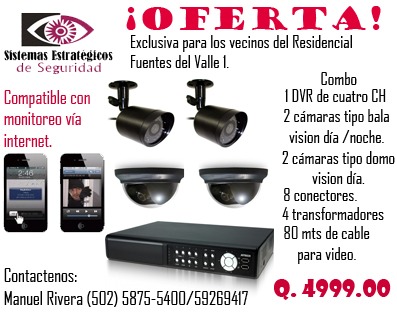 ¡OFERTA!
Sistemas Estratégicos
de Seguridad
Exclusiva para los vecinos del Residencial
Fuentes del Valle I.
Compatible con
monitoreo vía
internet.
2:46
Combo
1 DVR de cuatro CH
2 cámaras tipo bala
vision día /noche.
2 cámaras tipo domo
vision día.
8 conectores.
4 transformadores
80 mts de cable
para video.
Contactenos:
Manuel Rivera (502) 5875-5400/59269417
Q. 4999.00